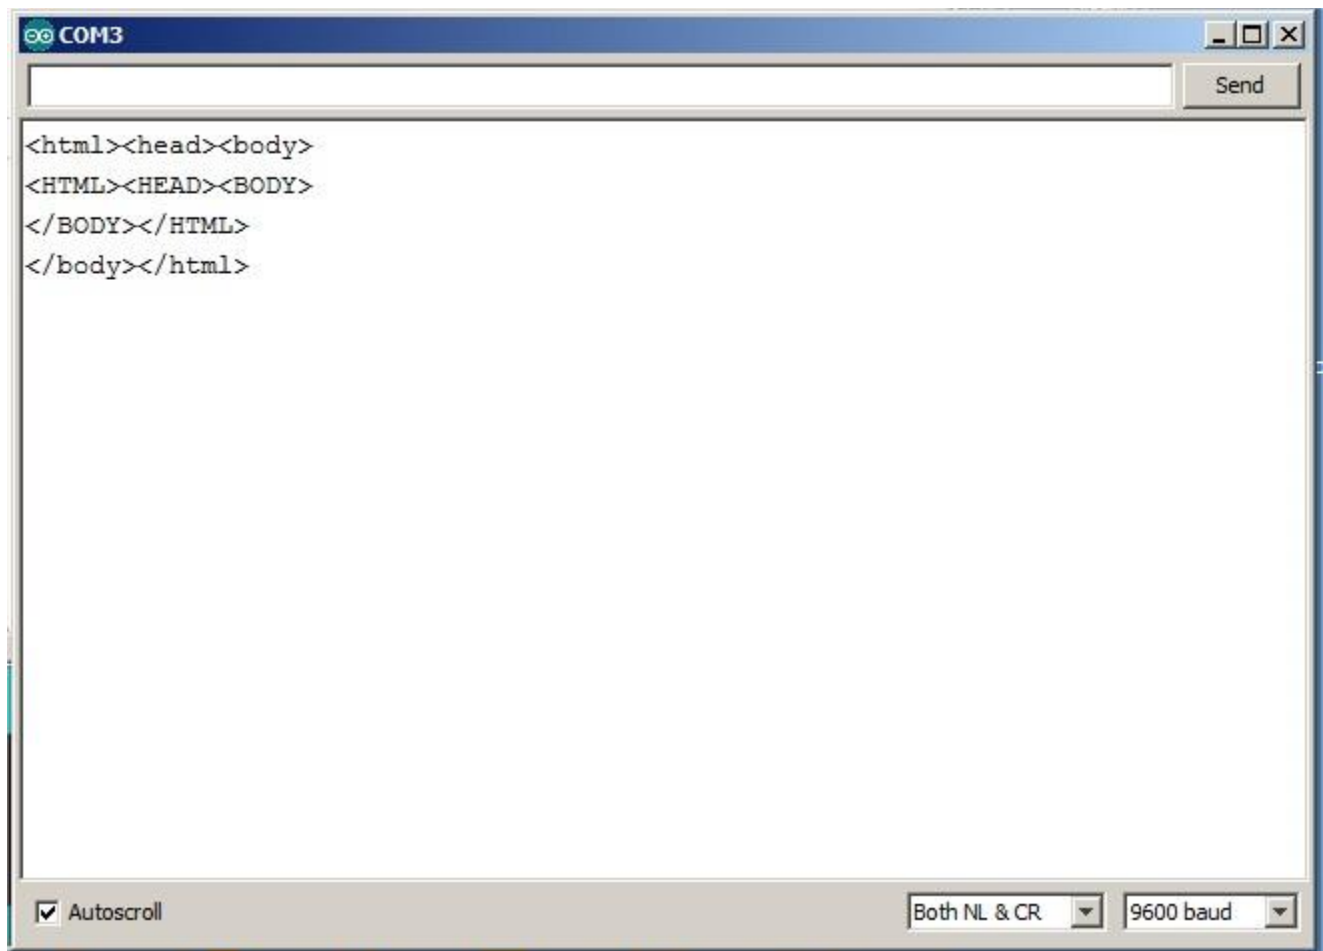 COM3
Send
<html><head><body>
<HTML><HEAD><BODY>
</BODY></HTML>
</body></html>
Autoscroll
Both NL & CR
9600 baud